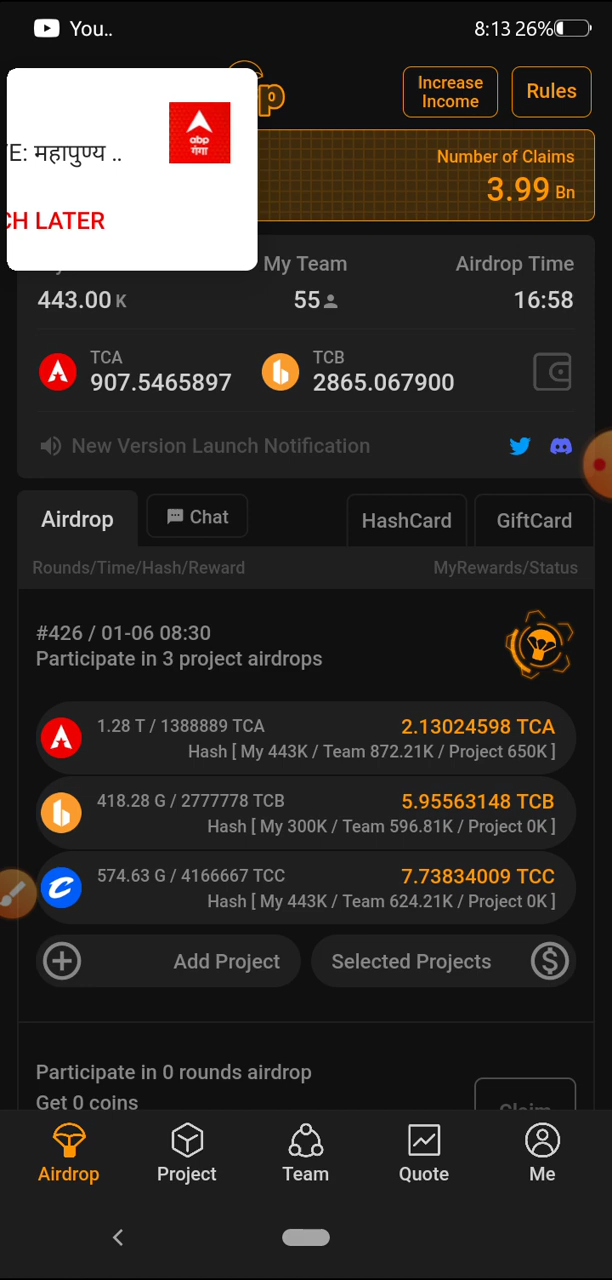 You..
8:13 26%
p
Increase
Income
Rules
abp
गंगा
E: महापुण्य ..
CH LATER
Number of Claims
3.99 Bn
My Team
Airdrop Time
443.00 K
55
16:58
TCA
907.5465897
TCB
2865.067900
New Version Launch Notification
Airdrop
Chat
HashCard
GiftCard
Rounds/Time/Hash/Reward
MyRewards/Status
#426 / 01-06 08:30
Participate in 3 project airdrops
1.28 T / 1388889 TCA
2.13024598 TCA
Hash [ My 443K / Team 872.21K / Project 650K ]
418.28 G / 2777778 TCB
5.95563148 TCB
Hash [ My 300K / Team 596.81K / Project 0K ]
574.63 G / 4166667 TCC
7.73834009 TCC
Hash [ My 443K / Team 624.21K / Project 0K ]
Add Project
Selected Projects
Participate in 0 rounds airdrop
Get 0 coins
Claim
Airdrop
Project
Team
Quote
Me